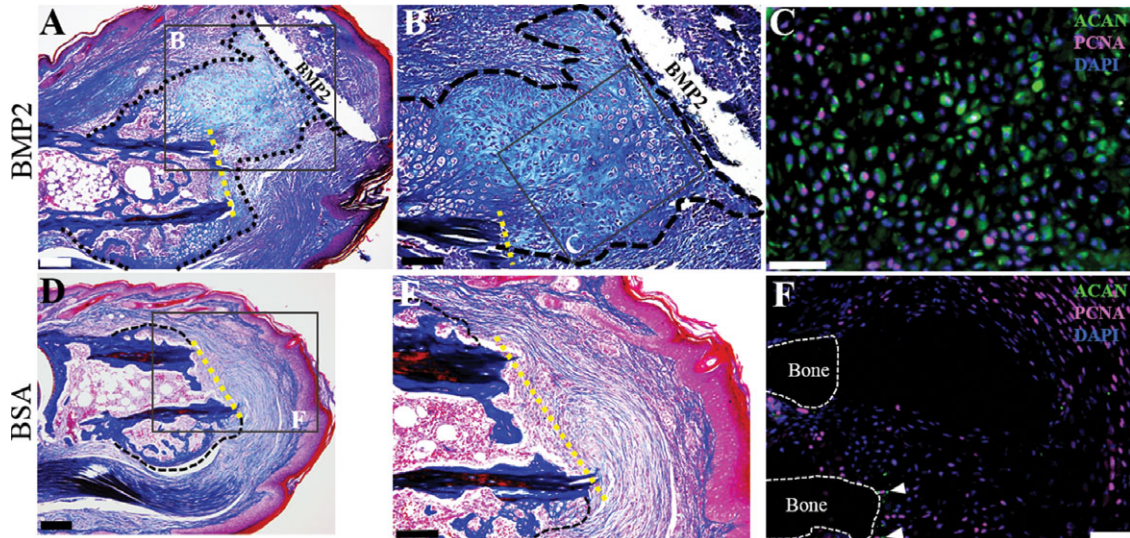 BMP2
A
B
BMP2
B
BMP2
C
C
ACAN
PCNA
DAPI
BSA
D
E
E
F
ACAN
PCNA
DAPI
Bone
Bone